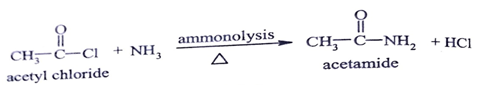 O O
CH₃—C—Cl + NH₃ ammonolysis △ CH₃—C—NH₂ + HCl
acetyl chloride acetamide